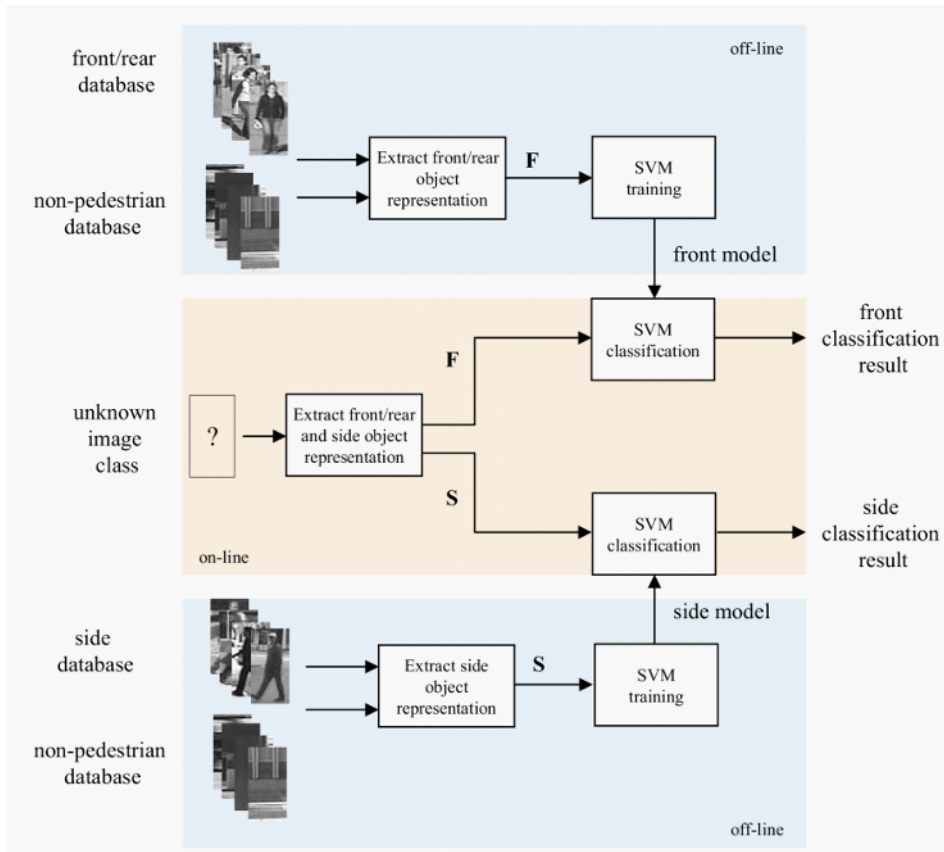 off-line
front/rear
database
non-pedestrian
database
Extract front/rear
object
representation
F
SVM
training
front model
unknown
image
class
?
Extract front/rear
and side object
representation
F
S
SVM
classification
front
classification
result
SVM
classification
side
classification
result
on-line
side model
side
database
non-pedestrian
database
Extract side
object
representation
S
SVM
training
off-line